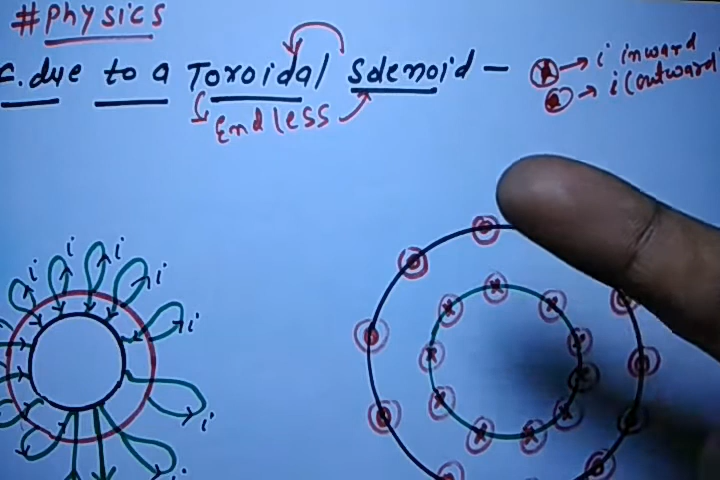 #Physics
C. due to a Toroidal Solenoid -
Endless
→ i inward
→ i (outward)
i i i i
i
i
i